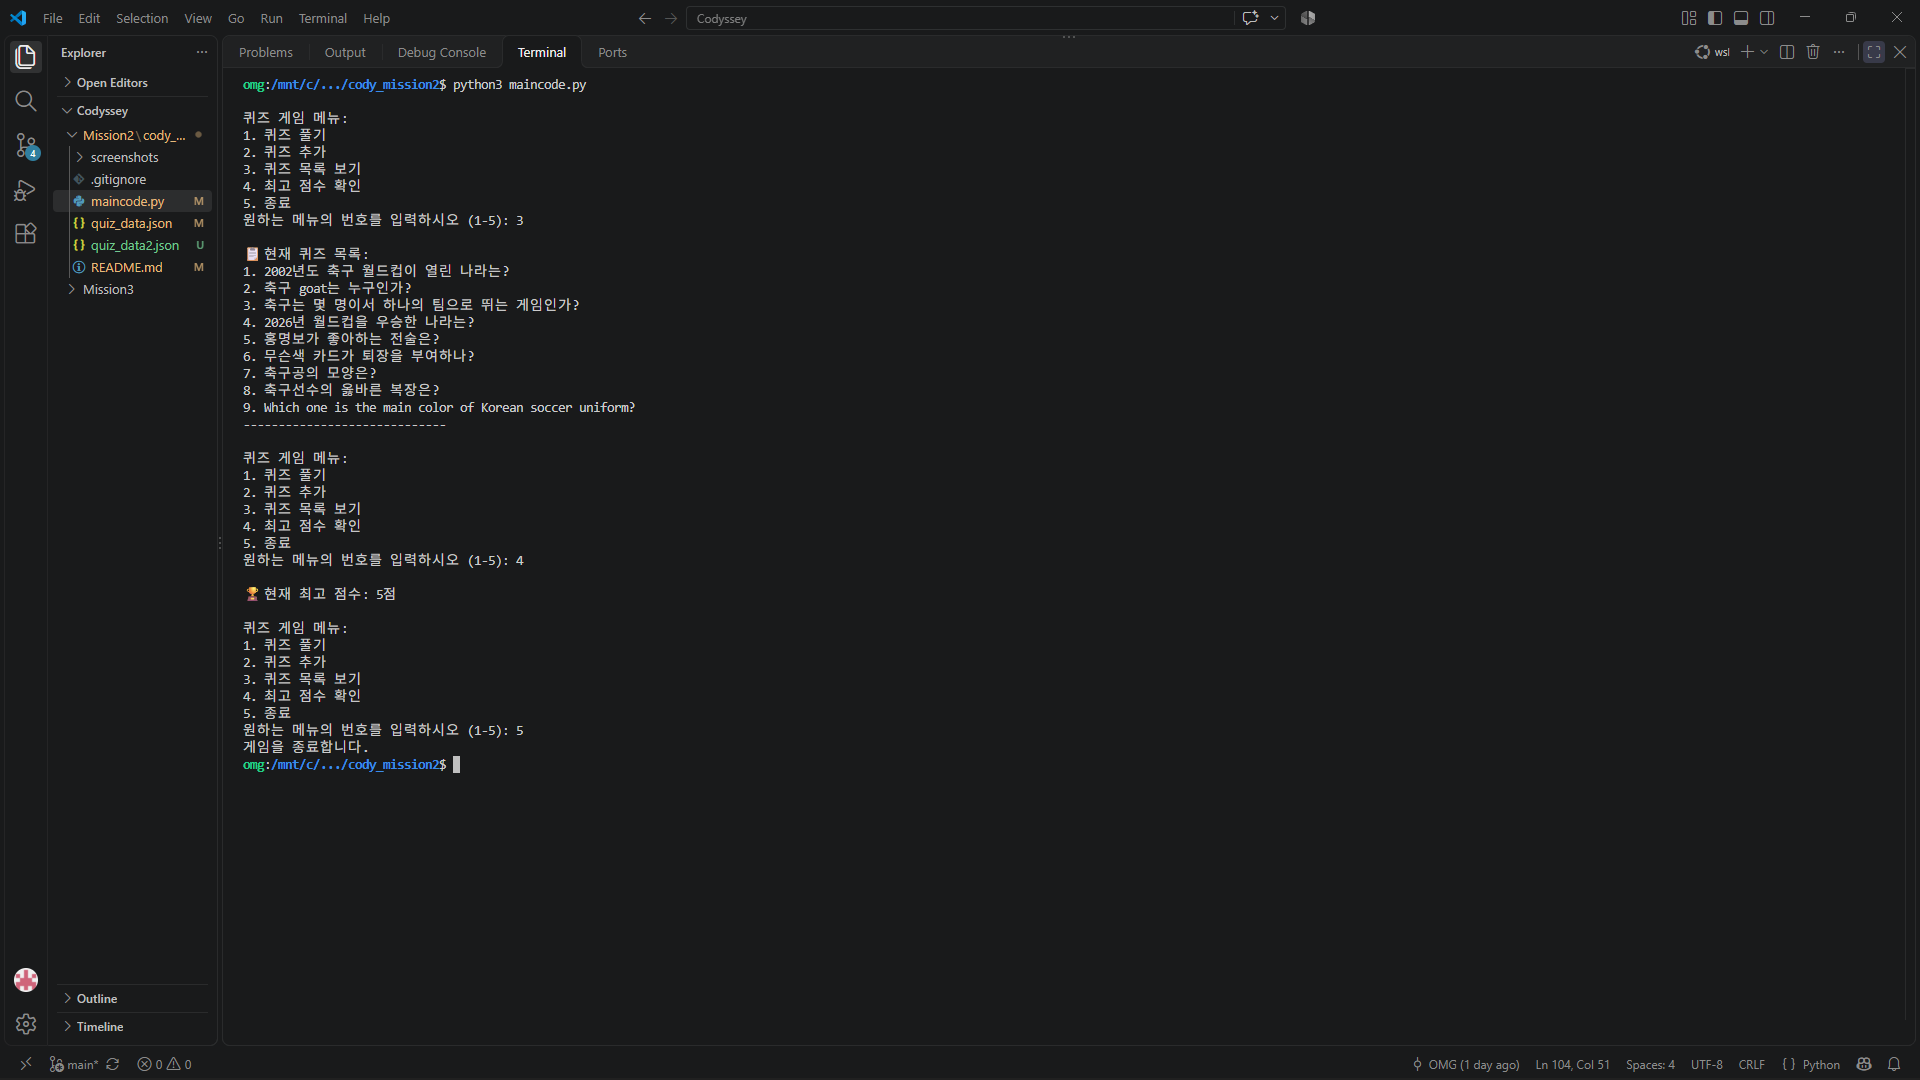 File Edit Selection View Go Run Terminal Help
Codyssey
Explorer
Open Editors
Codyssey
Mission2\cody_...
screenshots
.gitignore
maincode.py M
quiz_data.json M
quiz_data2.json U
README.md M
Mission3
Outline
Timeline
4
Problems Output Debug Console Terminal Ports
wsl
omg:/mnt/c/.../cody_mission2$ python3 maincode.py
퀴즈 게임 메뉴:
1. 퀴즈 풀기
2. 퀴즈 추가
3. 퀴즈 목록 보기
4. 최고 점수 확인
5. 종료
원하는 메뉴의 번호를 입력하시오 (1-5): 3
📋 현재 퀴즈 목록:
1. 2002년도 축구 월드컵이 열린 나라는?
2. 축구 goat는 누구인가?
3. 축구는 몇 명이서 하나의 팀으로 뛰는 게임인가?
4. 2026년 월드컵을 우승한 나라는?
5. 홍명보가 좋아하는 전술은?
6. 무슨색 카드가 퇴장을 부여하나?
7. 축구공의 모양은?
8. 축구선수의 옳바른 복장은?
9. Which one is the main color of Korean soccer uniform?
-----------------------------
퀴즈 게임 메뉴:
1. 퀴즈 풀기
2. 퀴즈 추가
3. 퀴즈 목록 보기
4. 최고 점수 확인
5. 종료
원하는 메뉴의 번호를 입력하시오 (1-5): 4
🏆 현재 최고 점수: 5점
퀴즈 게임 메뉴:
1. 퀴즈 풀기
2. 퀴즈 추가
3. 퀴즈 목록 보기
4. 최고 점수 확인
5. 종료
원하는 메뉴의 번호를 입력하시오 (1-5): 5
게임을 종료합니다.
omg:/mnt/c/.../cody_mission2$
main* 0 0
OMG (1 day ago) Ln 104, Col 51 Spaces: 4 UTF-8 CRLF {} Python